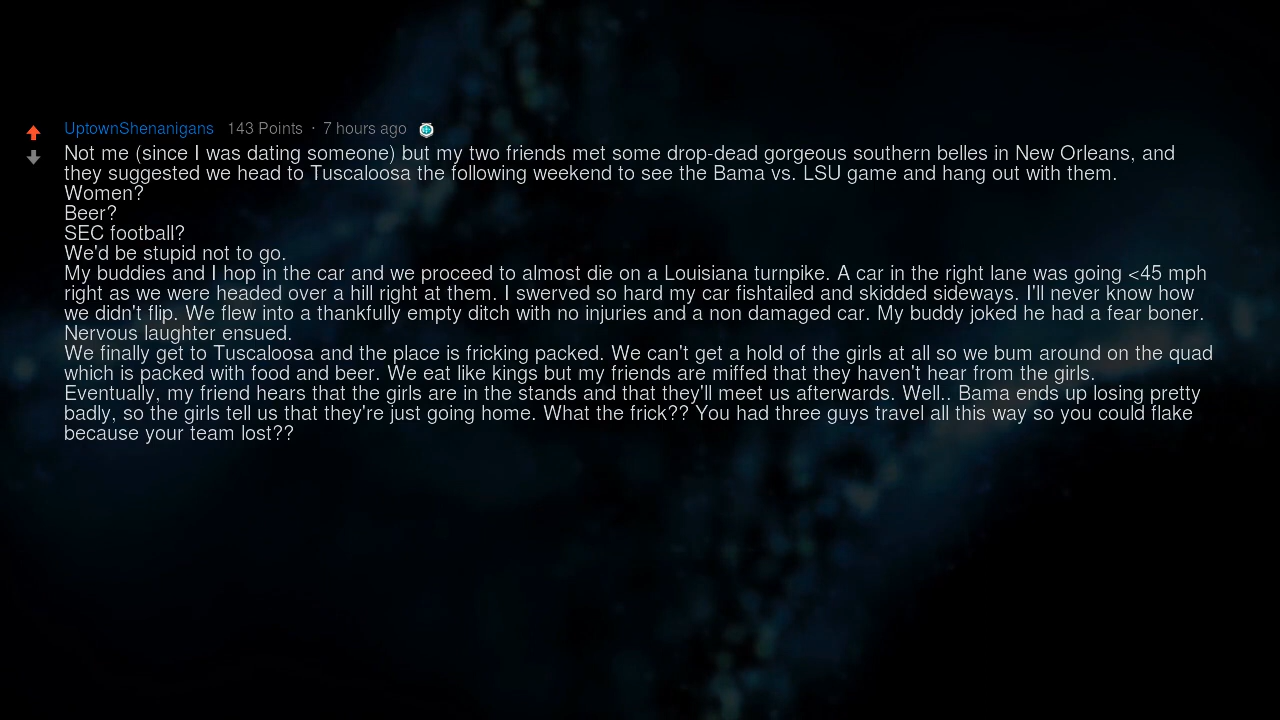 UptownShenanigans 143 Points · 7 hours ago
Not me (since I was dating someone) but my two friends met some drop-dead gorgeous southern belles in New Orleans, and
they suggested we head to Tuscaloosa the following weekend to see the Bama vs. LSU game and hang out with them.
Women?
Beer?
SEC football?
We'd be stupid not to go.
My buddies and I hop in the car and we proceed to almost die on a Louisiana turnpike. A car in the right lane was going <45 mph
right as we were headed over a hill right at them. I swerved so hard my car fishtailed and skidded sideways. I'll never know how
we didn't flip. We flew into a thankfully empty ditch with no injuries and a non damaged car. My buddy joked he had a fear boner.
Nervous laughter ensued.
We finally get to Tuscaloosa and the place is fricking packed. We can't get a hold of the girls at all so we bum around on the quad
which is packed with food and beer. We eat like kings but my friends are miffed that they haven't hear from the girls.
Eventually, my friend hears that the girls are in the stands and that they'll meet us afterwards. Well.. Bama ends up losing pretty
badly, so the girls tell us that they're just going home. What the frick?? You had three guys travel all this way so you could flake
because your team lost??